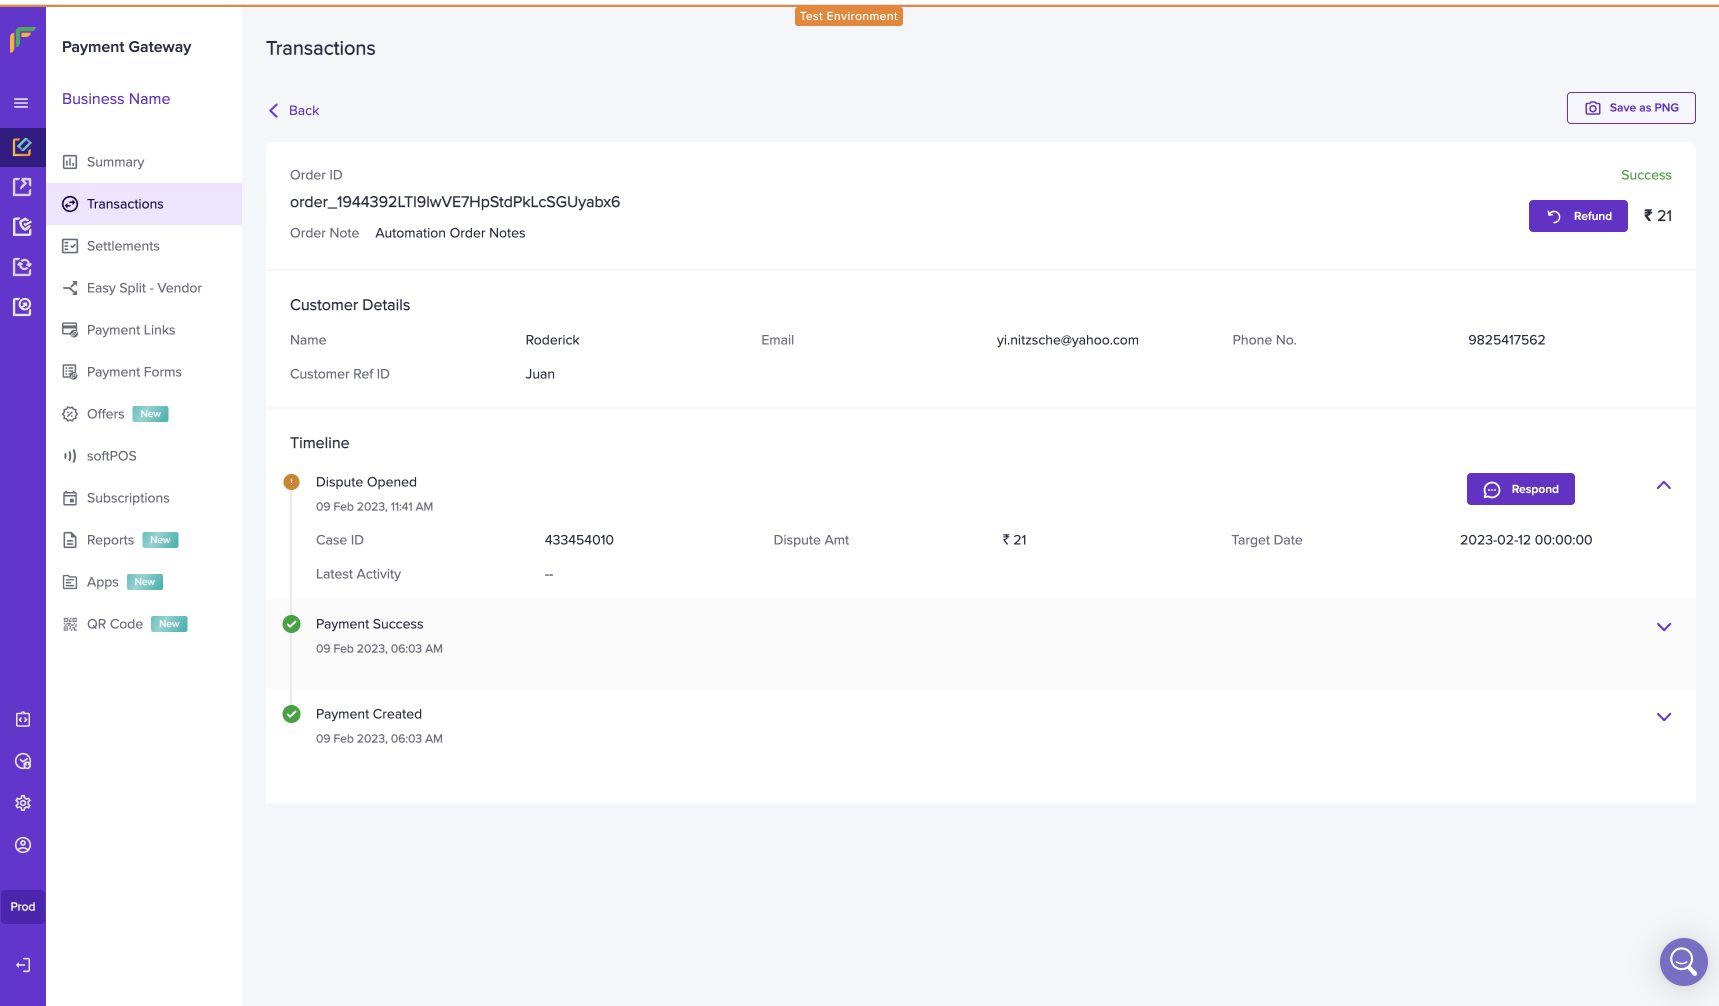 Test Environment
Payment Gateway
Business Name
Summary
Transactions
Settlements
Easy Split - Vendor
Payment Links
Payment Forms
Offers New
softPOS
Subscriptions
Reports New
Apps New
QR Code New
Prod
Transactions
Back
Save as PNG
Order ID
Success
order_1944392LTl9lwVE7HpStdPkLcSGUyabx6
Refund ₹ 21
Order Note Automation Order Notes
Customer Details
Name Roderick Email yi.nitzsche@yahoo.com Phone No. 9825417562
Customer Ref ID Juan
Timeline
Dispute Opened
Respond
09 Feb 2023, 11:41 AM
Case ID 433454010 Dispute Amt ₹ 21 Target Date 2023-02-12 00:00:00
Latest Activity --
Payment Success
09 Feb 2023, 06:03 AM
Payment Created
09 Feb 2023, 06:03 AM